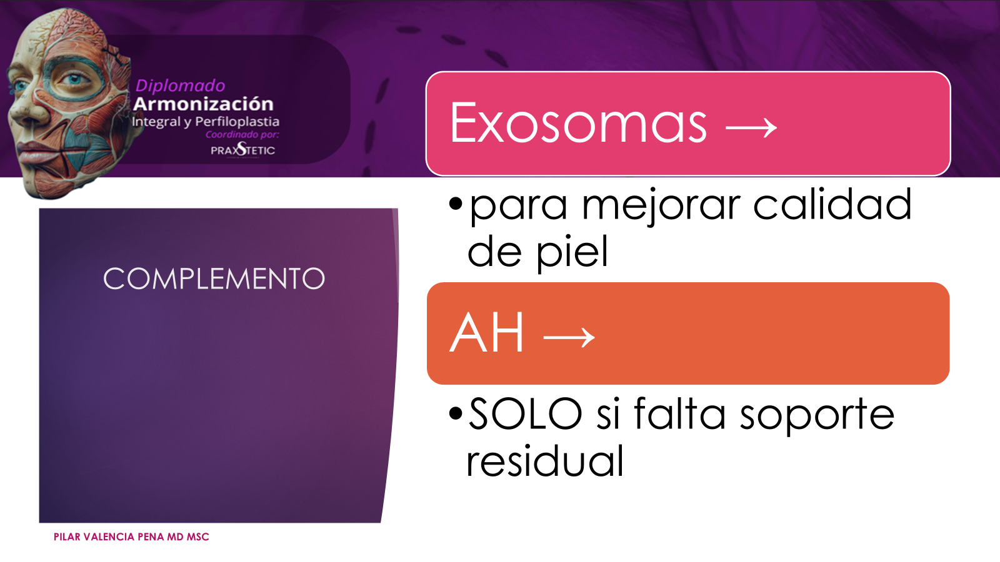 Diplomado
Armonización
Integral y Perfiloplastia
Coordinado por:
PRAXSTETIC
COMPLEMENTO
Exosomas →
•para mejorar calidad
de piel
AH →
•SOLO si falta soporte
residual
PILAR VALENCIA PENA MD MSC